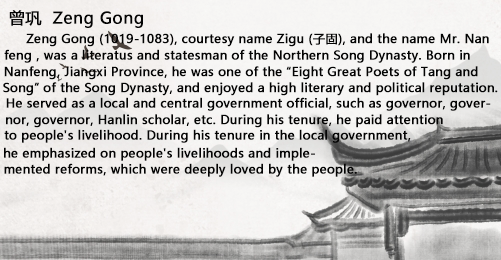 曾巩 Zeng Gong
Zeng Gong (1019-1083), courtesy name Zigu (子固), and the name Mr. Nan
feng , was a literatus and statesman of the Northern Song Dynasty. Born in
Nanfeng, Jiangxi Province, he was one of the “Eight Great Poets of Tang and
Song” of the Song Dynasty, and enjoyed a high literary and political reputation.
He served as a local and central government official, such as governor, gover-
nor, governor, Hanlin scholar, etc. During his tenure, he paid attention
to people's livelihood. During his tenure in the local government,
he emphasized on people's livelihoods and imple-
mented reforms, which were deeply loved by the people.